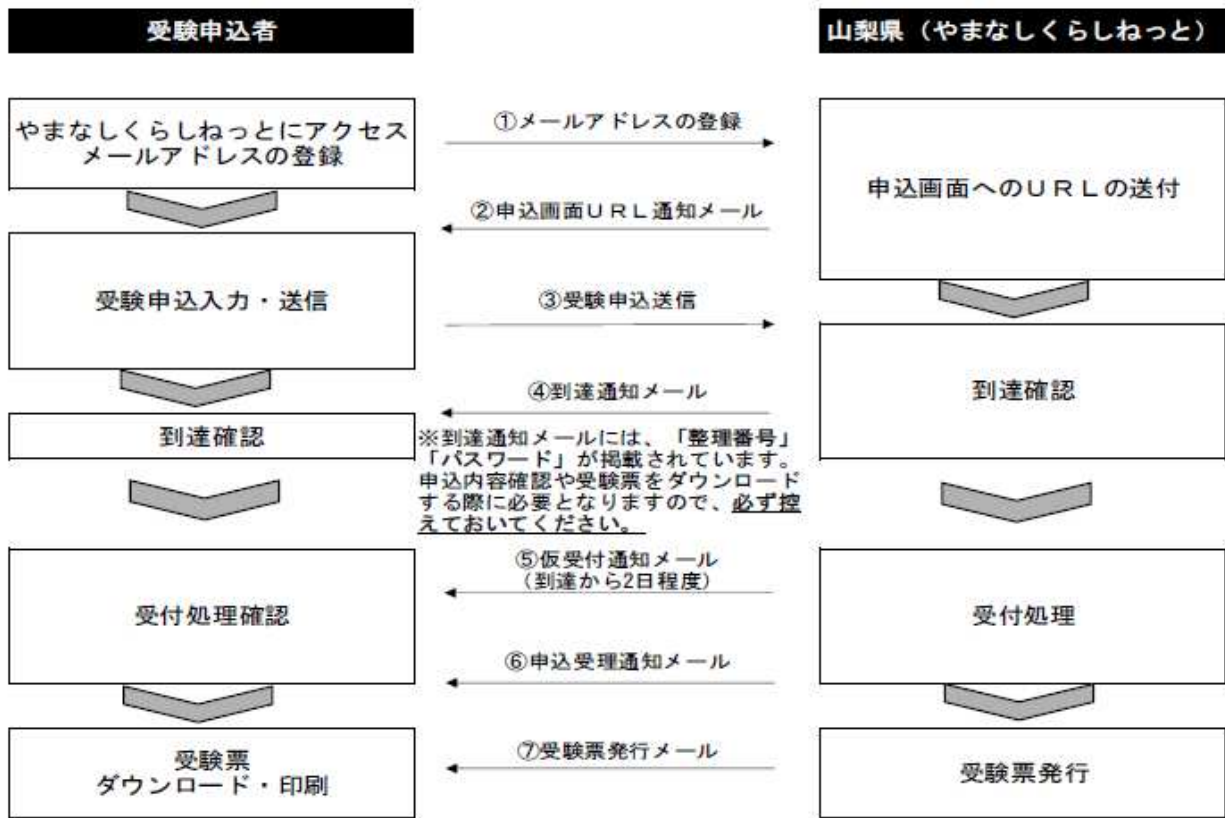 受験申込者
山梨県（やまなしくらしねっと）
やまなしくらしねっとにアクセス
メールアドレスの登録
①メールアドレスの登録
申込画面へのＵＲＬの送付
②申込画面ＵＲＬ通知メール
受験申込入力・送信
③受験申込送信
④到達通知メール
到達確認
到達確認
※到達通知メールには、「整理番号」
「パスワード」が掲載されています。
申込内容確認や受験票をダウンロード
する際に必要となりますので、必ず控
えておいてください。
⑤仮受付通知メール
（到達から2日程度）
受付処理確認
受付処理
⑥申込受理通知メール
⑦受験票発行メール
受験票
ダウンロード・印刷
受験票発行